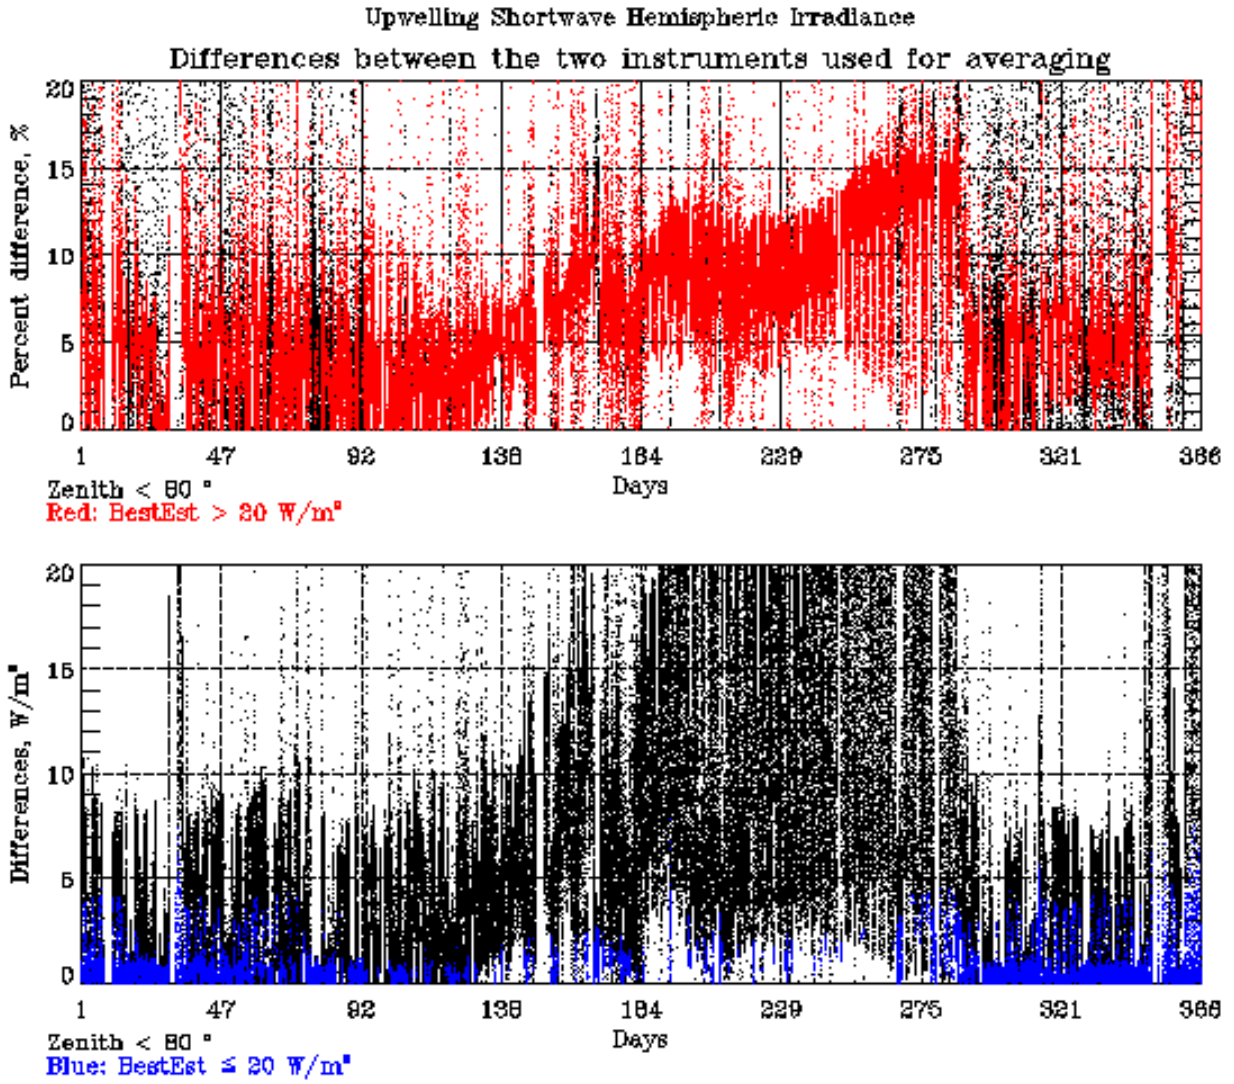 Upwelling Shortwave Hemispheric Irradiance
Differences between the two instruments used for averaging
Percent difference, %
20
15
10
5
0
1 47 92 138 184 229 275 321 366
Days
Zenith < 80 °
Red: BestEst > 20 W/m²
Differences, W/m²
20
15
10
5
0
1 47 92 138 184 229 275 321 366
Days
Zenith < 80 °
Blue: BestEst ≤ 20 W/m²